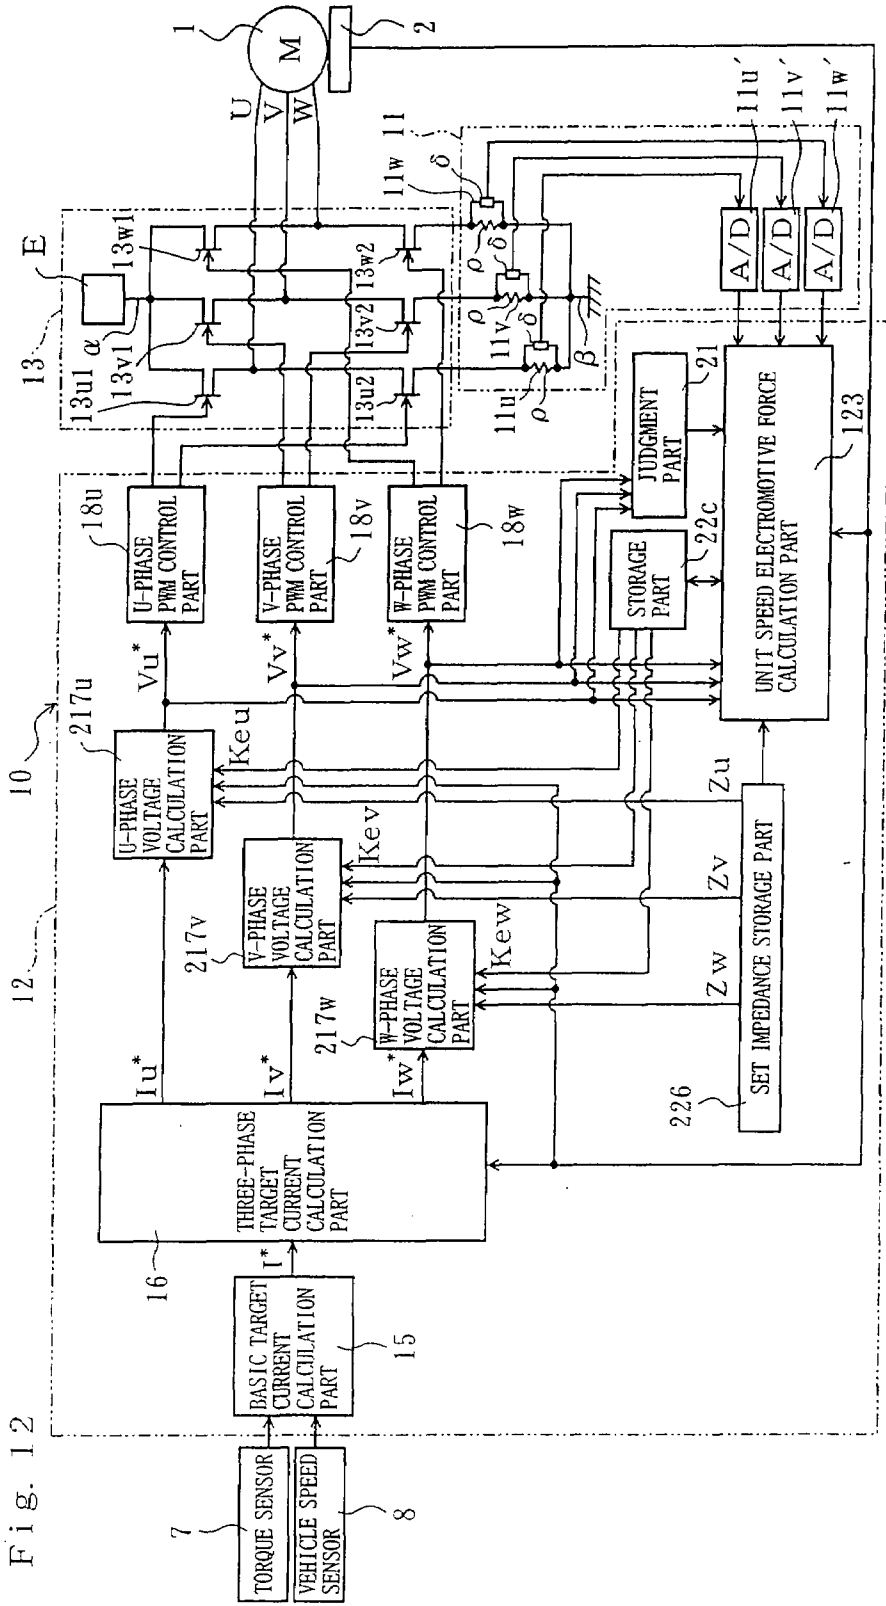 Fig. 12
7
TORQUE SENSOR
VEHICLE SPEED
SENSOR
8
12
10
BASIC TARGET
CURRENT
CALCULATION
PART
15
I*
16
THREE-PHASE
TARGET
CURRENT
CALCULATION
PART
Iu*
Iv*
Iw*
217u
U-PHASE
VOLTAGE
CALCULATION
PART
217v
V-PHASE
VOLTAGE
CALCULATION
PART
217w
W-PHASE
VOLTAGE
CALCULATION
PART
Keu
Kev
Kew
Zu
Zv
Zw
226
SET IMPEDANCE STORAGE PART
Vu*
Vv*
Vw*
18u
U-PHASE
PWM CONTROL
PART
V-PHASE
PWM CONTROL
PART
18v
W-PHASE
PWM CONTROL
PART
18w
STORAGE
PART
22c
JUDGMENT
PART
21
UNIT SPEED ELECTROMOTIVE FORCE
CALCULATION PART
123
13
E
α
13u1
13v1
13w1
13u2
13v2
13w2
U
V
W
1
M
2
11
11u
ρ
δ
11v
ρ
δ
11w
ρ
δ
β
A/D
A/D
A/D
11u′
11v′
11w′